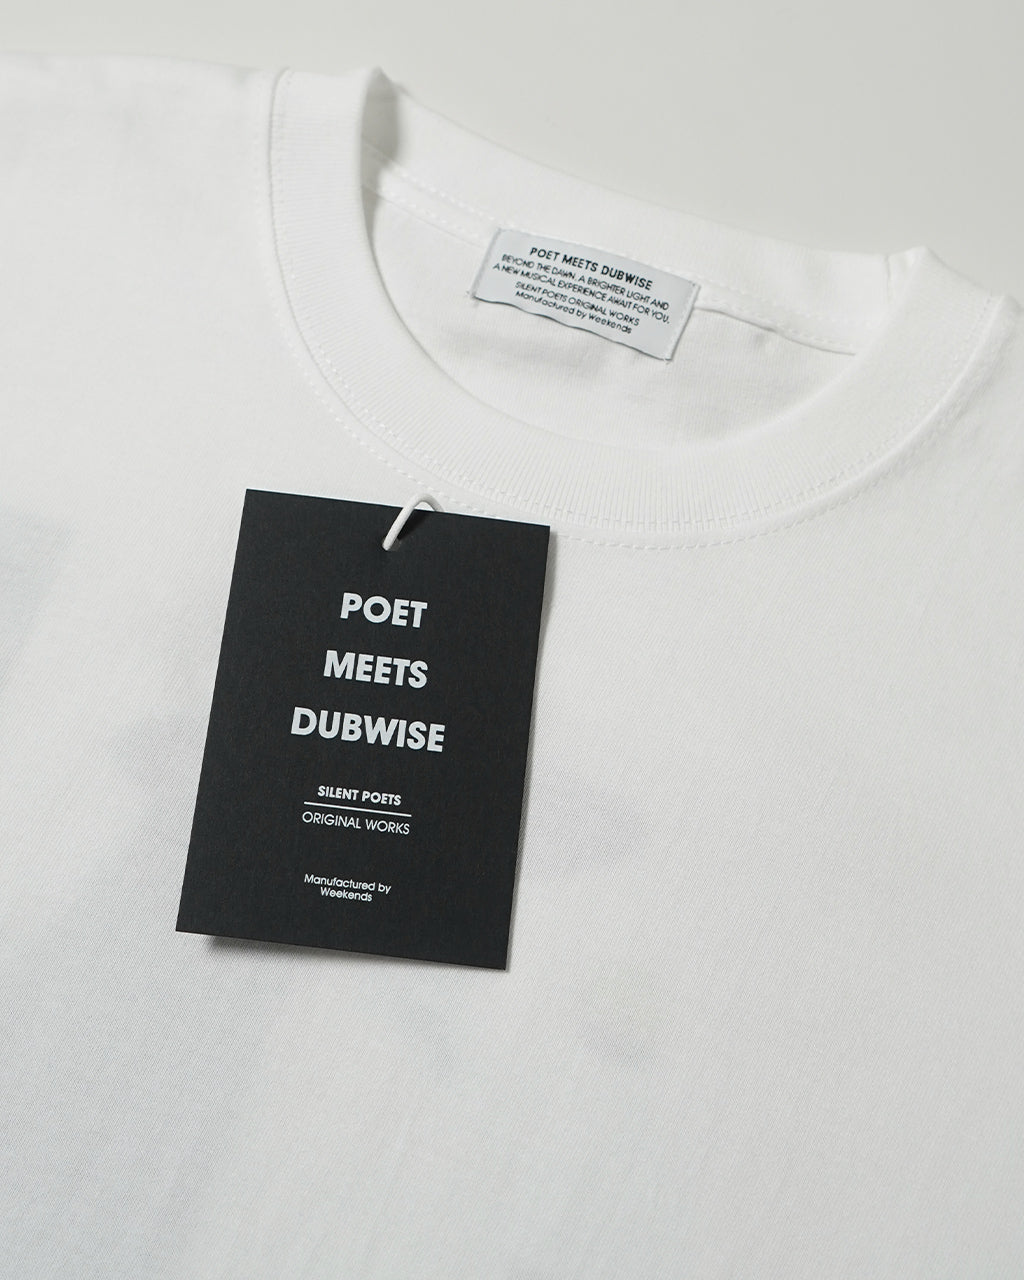 POET MEETS DUBWISE
BEYOND THE DAWN, A BRIGHTER LIGHT AND
A NEW MUSICAL EXPERIENCE AWAIT FOR YOU.
SILENT POETS ORIGINAL WORKS
Manufactured by Weekends
POET
MEETS
DUBWISE
SILENT POETS
ORIGINAL WORKS
Manufactured by
Weekends